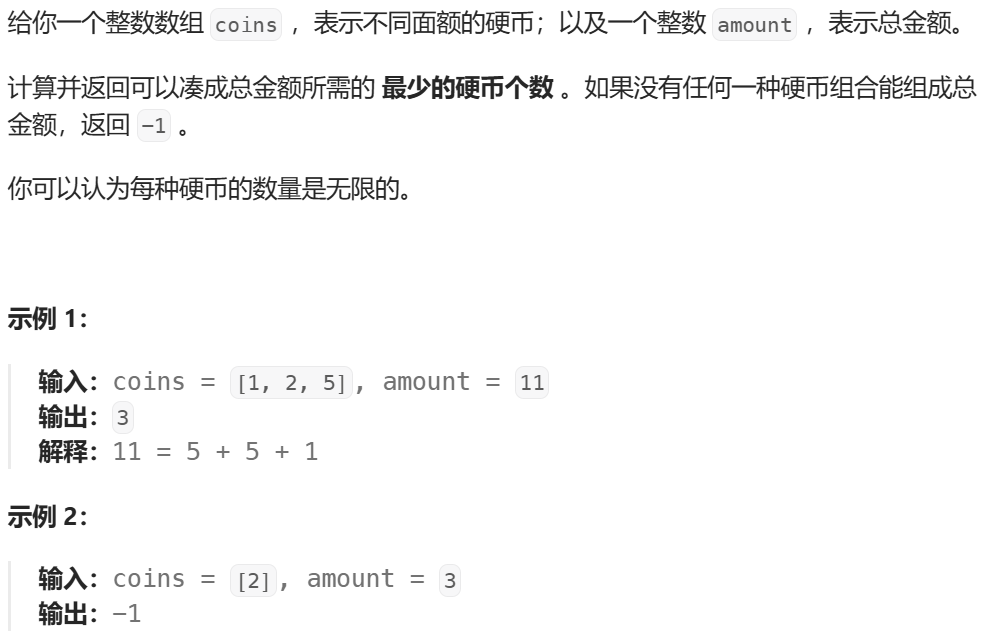 给你一个整数数组 coins ，表示不同面额的硬币；以及一个整数 amount ，表示总金额。
计算并返回可以凑成总金额所需的 最少的硬币个数 。如果没有任何一种硬币组合能组成总
金额，返回 -1 。
你可以认为每种硬币的数量是无限的。
示例 1：
输入：coins = [1, 2, 5], amount = 11
输出：3
解释：11 = 5 + 5 + 1
示例 2：
输入：coins = [2], amount = 3
输出：-1